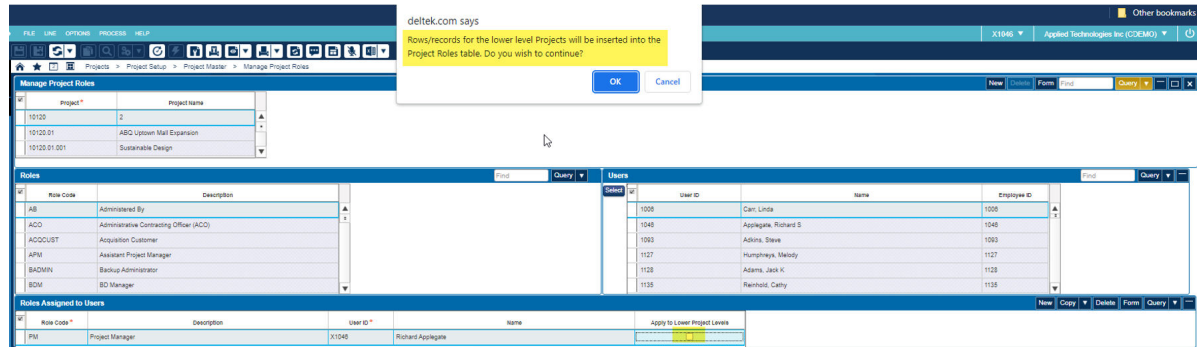 Other bookmarks
deltek.com says
Rows/records for the lower level Projects will be inserted into the
Project Roles table. Do you wish to continue?
OK Cancel
FILE LINE OPTIONS PROCESS HELP
X1046 Applied Technologies Inc (CDEMO)
Projects > Project Setup > Project Master > Manage Project Roles
Manage Project Roles
New Delete Form Find Query
Project * Project Name
10120 2
10120.01 ABQ Uptown Mall Expansion
10120.01.001 Sustainable Design
Roles Find Query
Role Code Description
AB Administered By
ACO Administrative Contracting Officer (ACO)
ACQCUST Acquisition Customer
APM Assistant Project Manager
BADMIN Backup Administrator
BDM BD Manager
Users Find Query
Select User ID Name Employee ID
1006 Carr, Linda 1006
1046 Applegate, Richard S 1046
1093 Adkins, Steve 1093
1127 Humphreys, Melody 1127
1128 Adams, Jack K 1128
1135 Reinhold, Cathy 1135
Roles Assigned to Users
New Copy Delete Form Query
Role Code * Description User ID * Name Apply to Lower Project Levels
PM Project Manager X1046 Richard Applegate